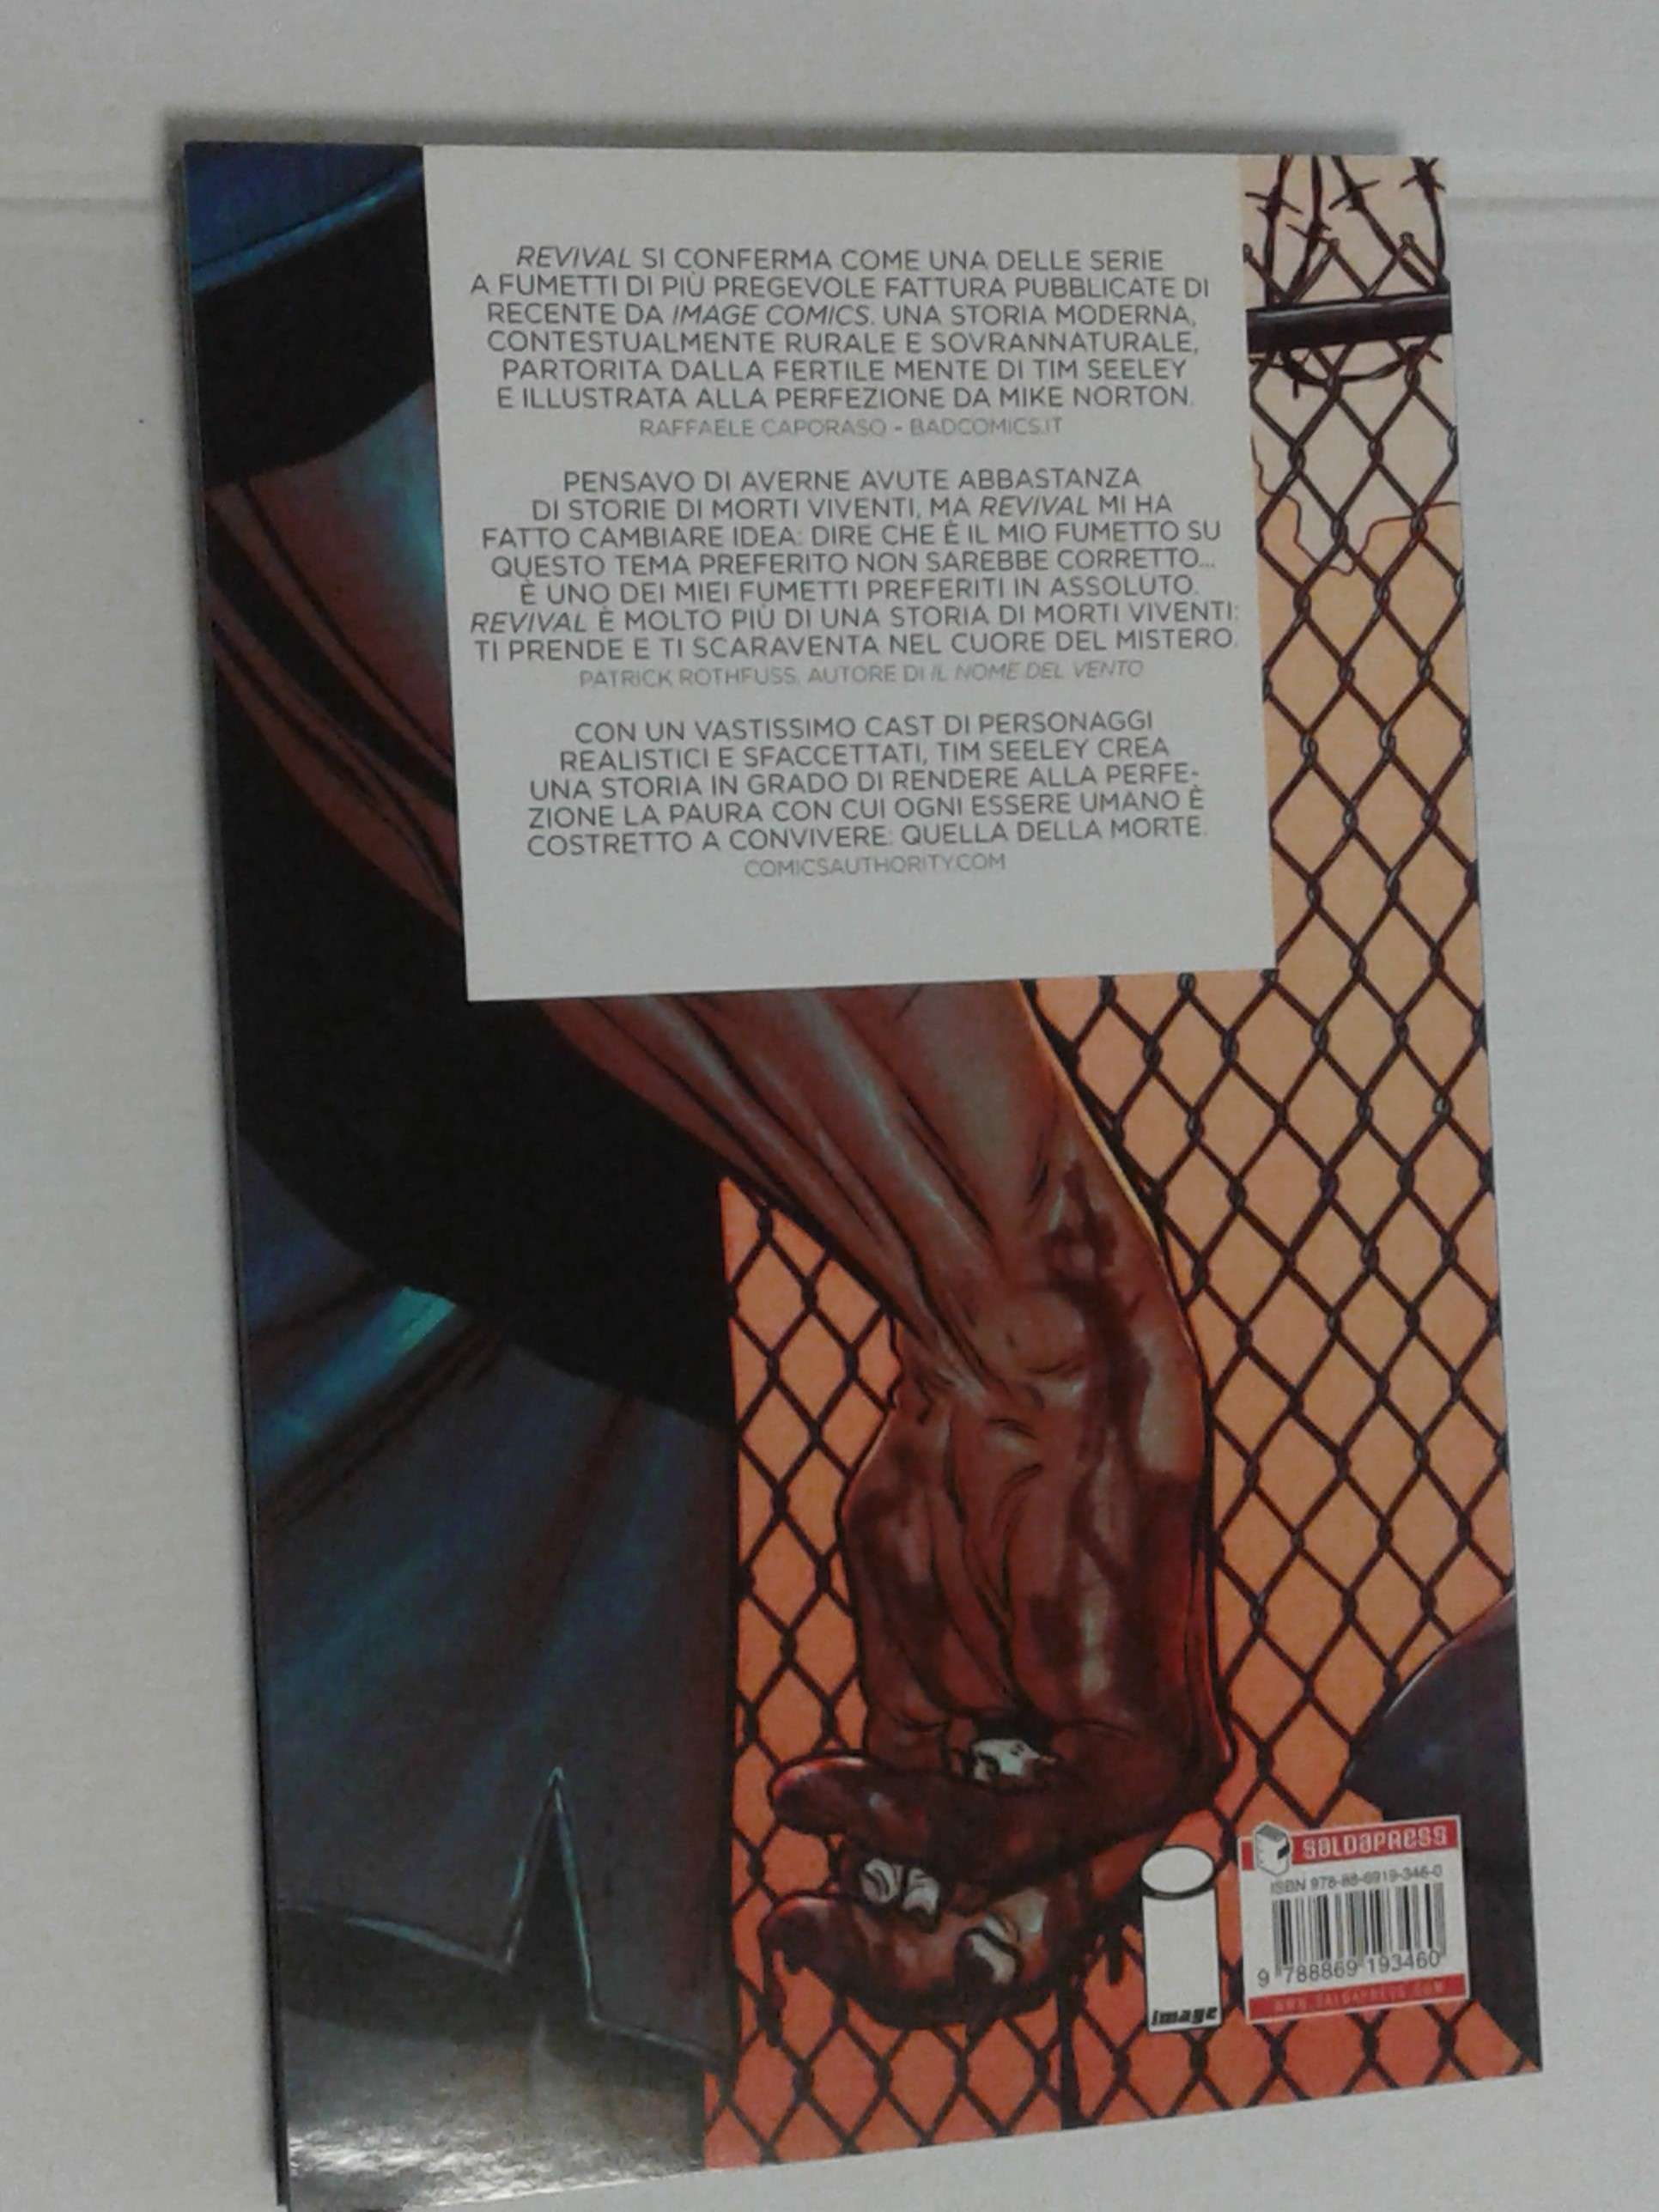 REVIVAL SI CONFERMA COME UNA DELLE SERIE
A FUMETTI DI PIÙ PREGEVOLE FATTURA PUBBLICATE DI
RECENTE DA IMAGE COMICS. UNA STORIA MODERNA,
CONTESTUALMENTE RURALE E SOVRANNATURALE,
PARTORITA DALLA FERTILE MENTE DI TIM SEELEY
E ILLUSTRATA ALLA PERFEZIONE DA MIKE NORTON.
RAFFAELE CAPORASO - BADCOMICS.IT
PENSAVO DI AVERNE AVUTE ABBASTANZA
DI STORIE DI MORTI VIVENTI, MA REVIVAL MI HA
FATTO CAMBIARE IDEA: DIRE CHE È IL MIO FUMETTO SU
QUESTO TEMA PREFERITO NON SAREBBE CORRETTO...
È UNO DEI MIEI FUMETTI PREFERITI IN ASSOLUTO.
REVIVAL È MOLTO PIÙ DI UNA STORIA DI MORTI VIVENTI:
TI PRENDE E TI SCARAVENTA NEL CUORE DEL MISTERO.
PATRICK ROTHFUSS, AUTORE DI IL NOME DEL VENTO
CON UN VASTISSIMO CAST DI PERSONAGGI
REALISTICI E SFACCETTATI, TIM SEELEY CREA
UNA STORIA IN GRADO DI RENDERE ALLA PERFE-
ZIONE LA PAURA CON CUI OGNI ESSERE UMANO È
COSTRETTO A CONVIVERE: QUELLA DELLA MORTE.
COMICSAUTHORITY.COM
SALDAPRESS
ISBN 978-88-6919-346-0
9 788869 193460
WWW.SALDAPRESS.COM
image